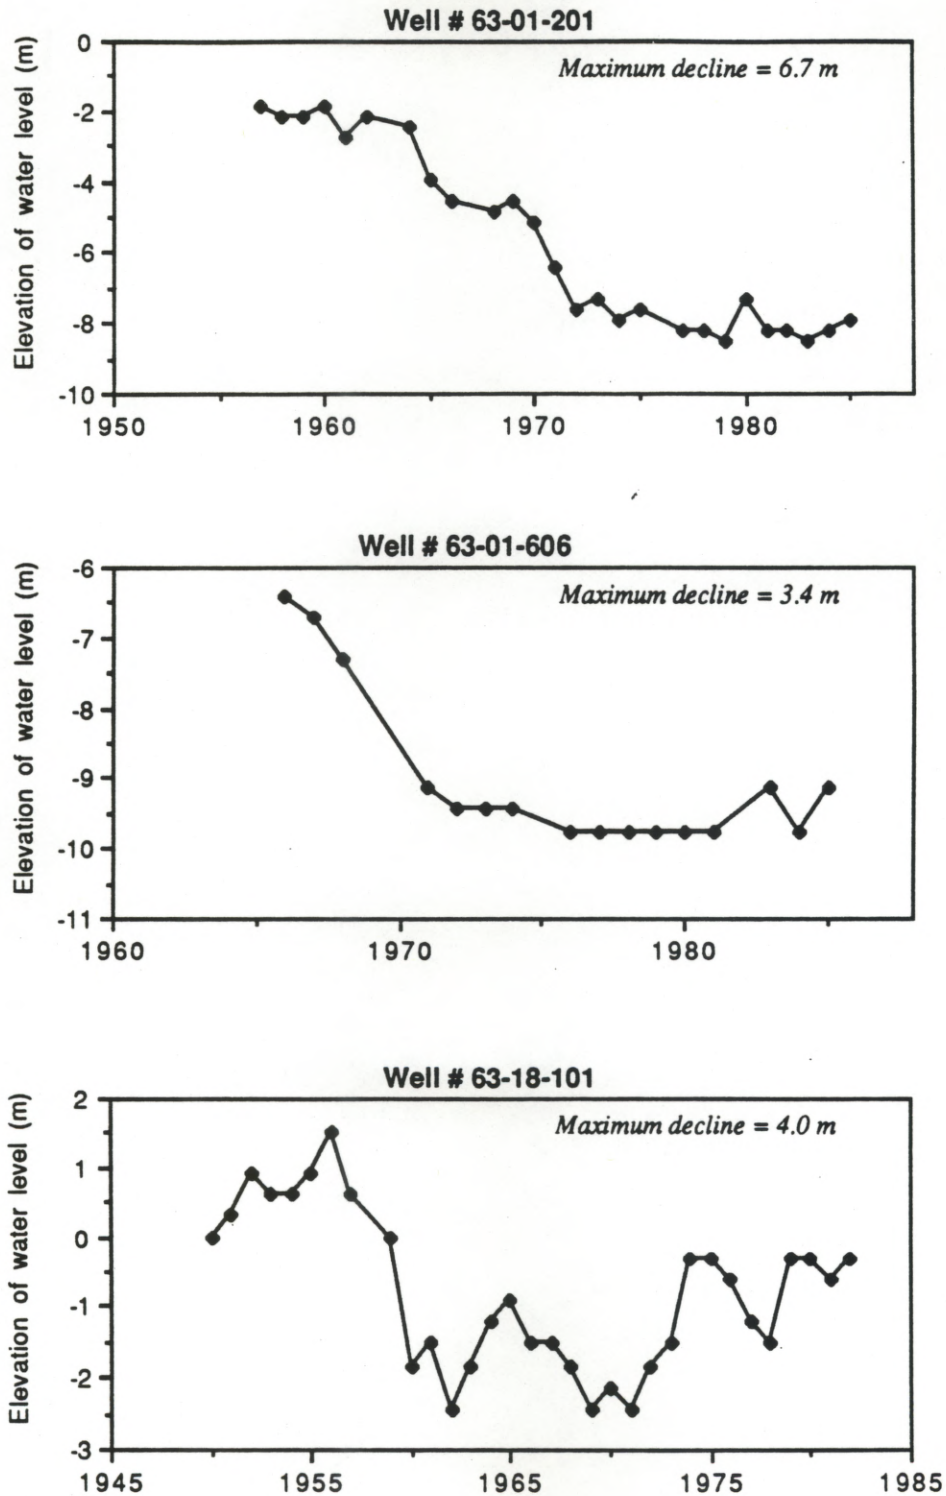 Well # 63-01-201
Maximum decline = 6.7 m
Elevation of water level (m)
0
-2
-4
-6
-8
-10
1950 1960 1970 1980
Well # 63-01-606
Maximum decline = 3.4 m
Elevation of water level (m)
-6
-7
-8
-9
-10
-11
1960 1970 1980
Well # 63-18-101
Maximum decline = 4.0 m
Elevation of water level (m)
2
1
0
-1
-2
-3
1945 1955 1965 1975 1985